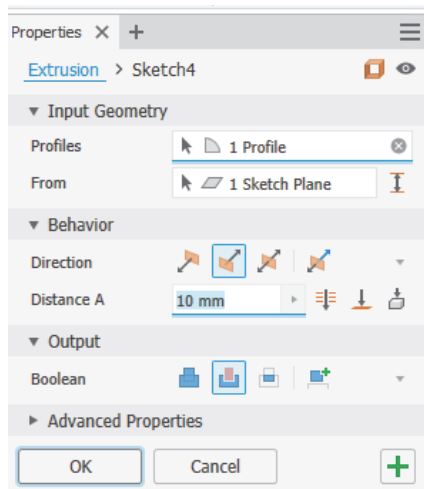 Properties
Extrusion > Sketch4
Input Geometry
Profiles 1 Profile
From 1 Sketch Plane
Behavior
Direction
Distance A 10 mm
Output
Boolean
Advanced Properties
OK Cancel